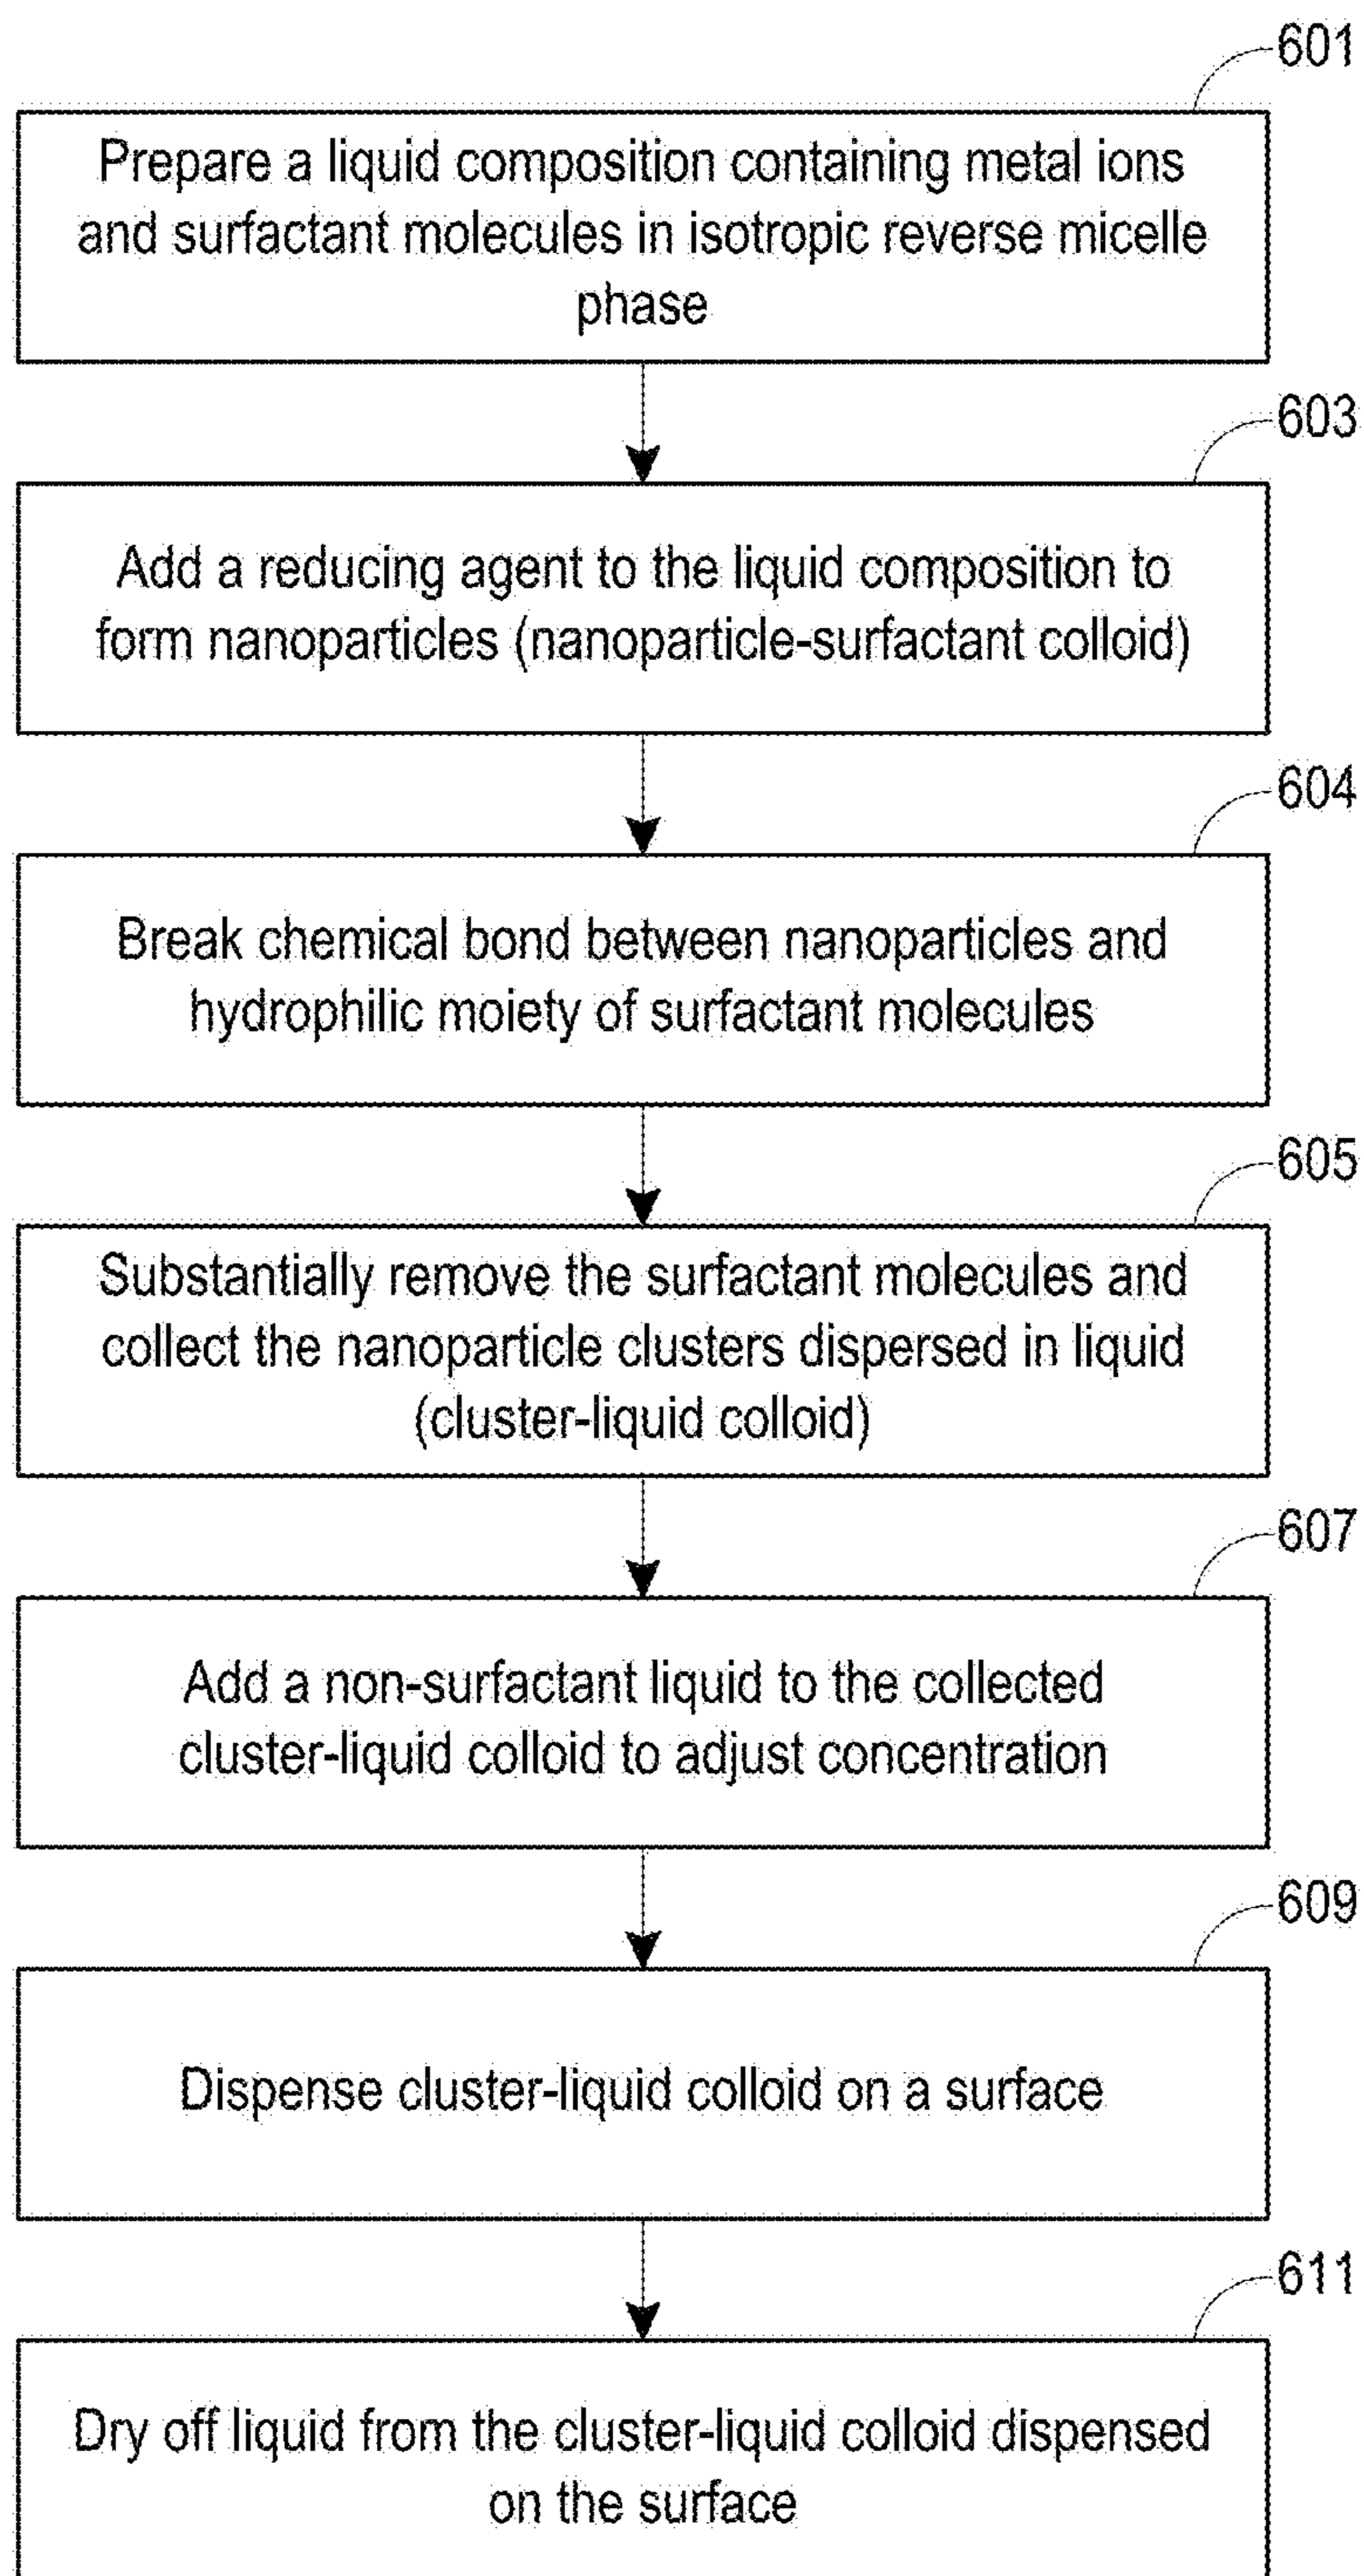 601
Prepare a liquid composition containing metal ions
and surfactant molecules in isotropic reverse micelle
phase
603
Add a reducing agent to the liquid composition to
form nanoparticles (nanoparticle-surfactant colloid)
604
Break chemical bond between nanoparticles and
hydrophilic moiety of surfactant molecules
605
Substantially remove the surfactant molecules and
collect the nanoparticle clusters dispersed in liquid
(cluster-liquid colloid)
607
Add a non-surfactant liquid to the collected
cluster-liquid colloid to adjust concentration
609
Dispense cluster-liquid colloid on a surface
611
Dry off liquid from the cluster-liquid colloid dispensed
on the surface